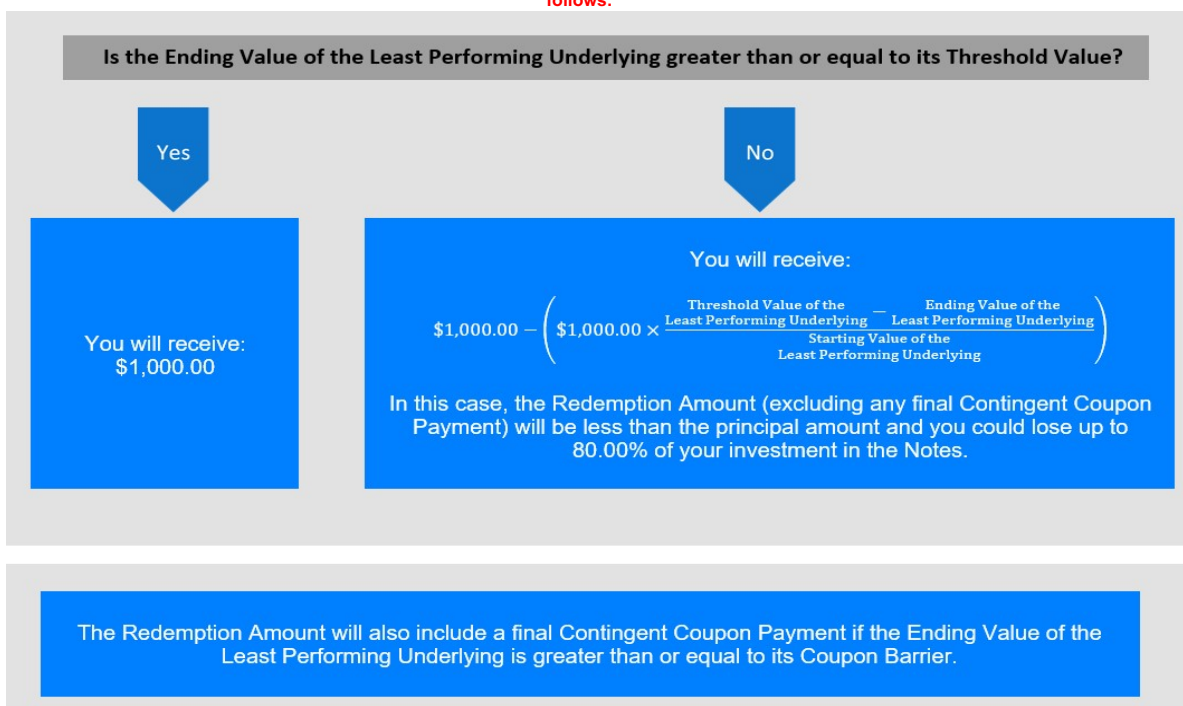 follows:
Is the Ending Value of the Least Performing Underlying greater than or equal to its Threshold Value?
Yes
No
You will receive:
$1,000.00
You will receive:
$1,000.00 − ( $1,000.00 × (Threshold Value of the Least Performing Underlying − Ending Value of the Least Performing Underlying) / Starting Value of the Least Performing Underlying )
In this case, the Redemption Amount (excluding any final Contingent Coupon
Payment) will be less than the principal amount and you could lose up to
80.00% of your investment in the Notes.
The Redemption Amount will also include a final Contingent Coupon Payment if the Ending Value of the
Least Performing Underlying is greater than or equal to its Coupon Barrier.